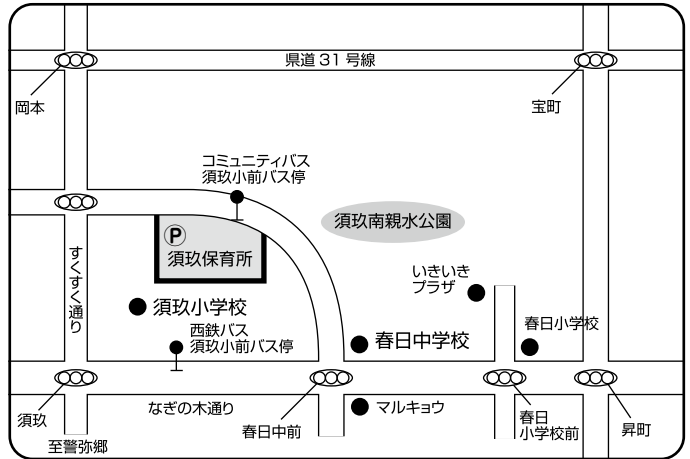 県道31号線
岡本
宝町
コミュニティバス
須玖小前バス停
須玖南親水公園
P
須玖保育所
すくすく通り
いきいき
プラザ
須玖小学校
春日小学校
西鉄バス
須玖小前バス停
春日中学校
なぎの木通り
マルキョウ
須玖
春日中前
春日
小学校前
昇町
至警弥郷